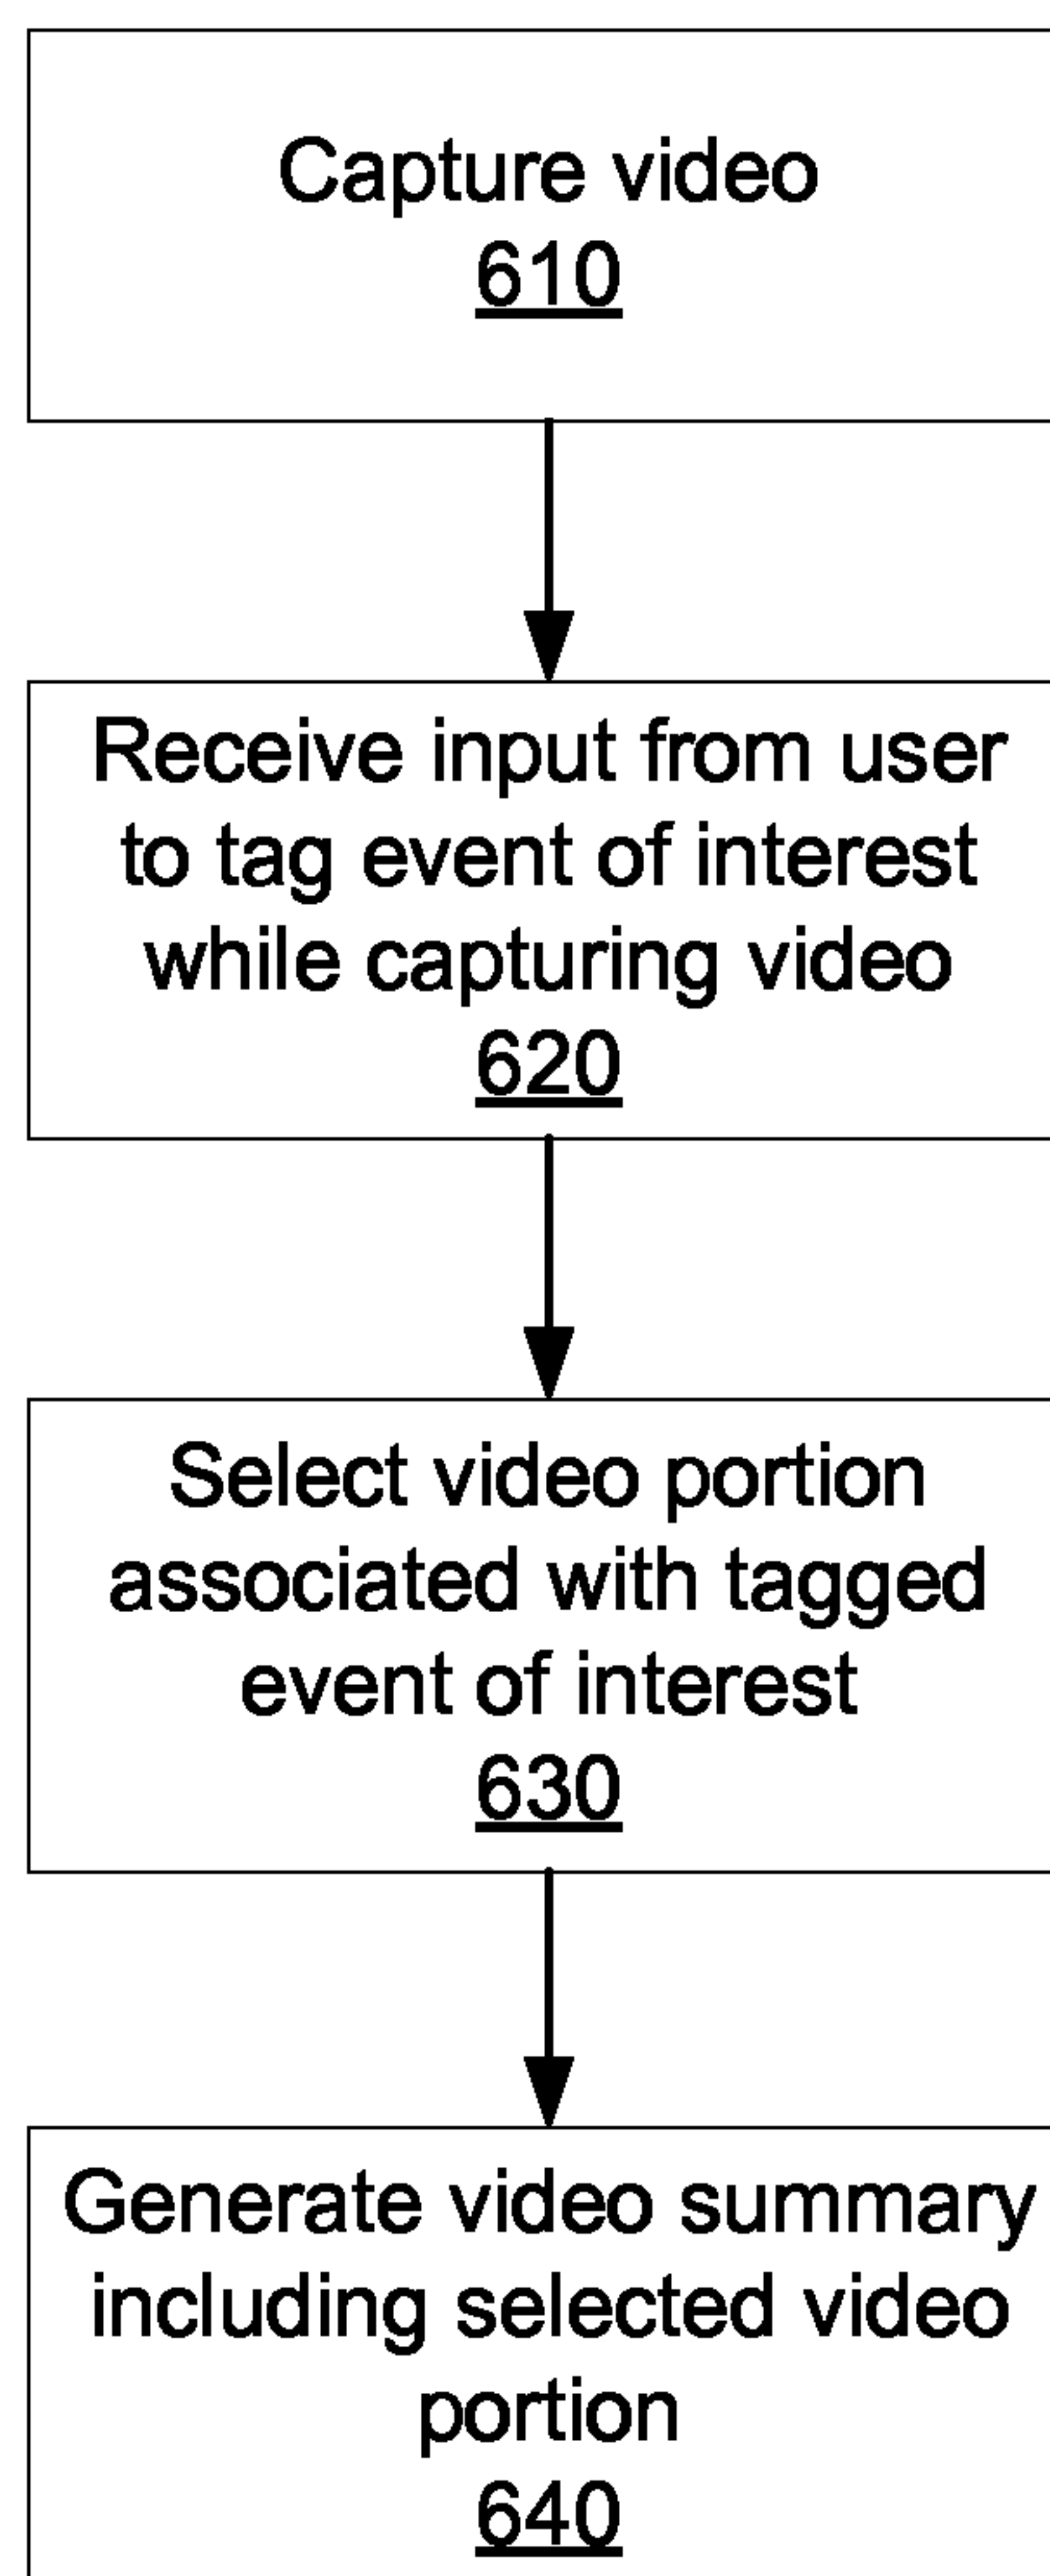 Capture video
610
Receive input from user
to tag event of interest
while capturing video
620
Select video portion
associated with tagged
event of interest
630
Generate video summary
including selected video
portion
640